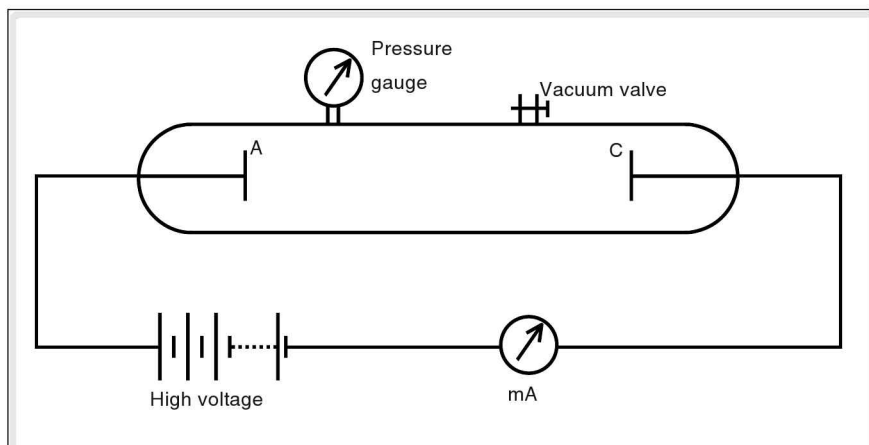 Pressure
gauge
Vacuum valve
A
C
High voltage
mA